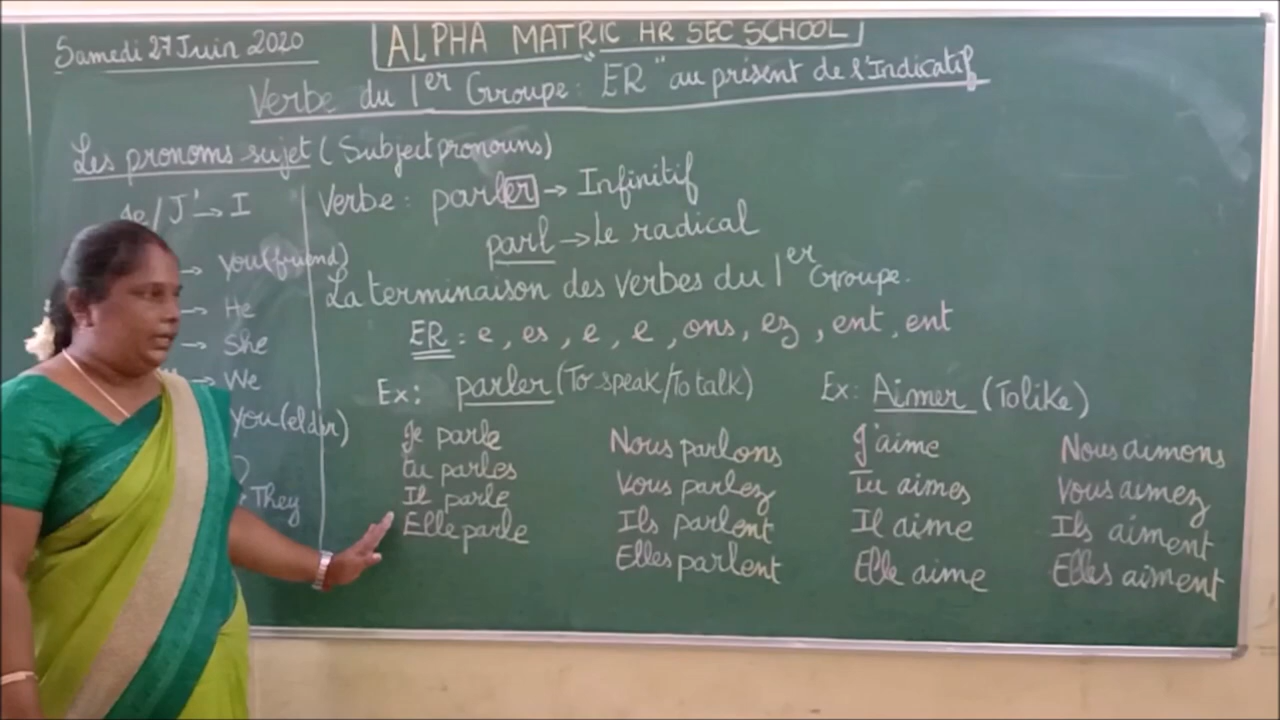 Samedi 27 Juin 2020
ALPHA MATRIC HR SEC SCHOOL
Verbe du 1er Groupe: "ER" au présent de l'Indicatif
Les pronoms sujet (Subject pronouns)
Je/J' → I
→ you(friend)
→ He
→ She
→ We
you(elder)
They
Verbe: parler → Infinitif
parl → Le radical
La terminaison des verbes du 1er Groupe.
ER: e, es, e, e, ons, ez, ent, ent
Ex: parler (To speak/To talk)
Je parle
Tu parles
Il parle
Elle parle
Nous parlons
Vous parlez
Ils parlent
Elles parlent
Ex: Aimer (To like)
J'aime
Tu aimes
Il aime
Elle aime
Nous aimons
Vous aimez
Ils aiment
Elles aiment